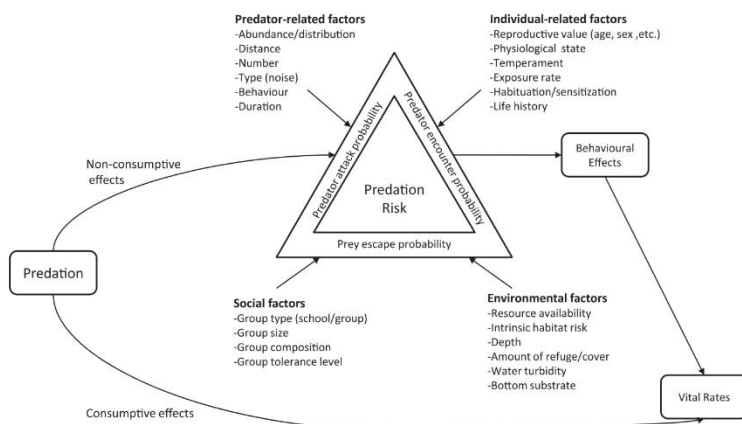 Predator-related factors
-Abundance/distribution
-Distance
-Number
-Type (noise)
-Behaviour
-Duration
Individual-related factors
-Reproductive value (age, sex ,etc.)
-Physiological state
-Temperament
-Exposure rate
-Habituation/sensitization
-Life history
Non-consumptive
effects
Predator attack probability
Predator encounter probability
Predation
Risk
Prey escape probability
Behavioural
Effects
Predation
Social factors
-Group type (school/group)
-Group size
-Group composition
-Group tolerance level
Environmental factors
-Resource availability
-Intrinsic habitat risk
-Depth
-Amount of refuge/cover
-Water turbidity
-Bottom substrate
Vital Rates
Consumptive effects